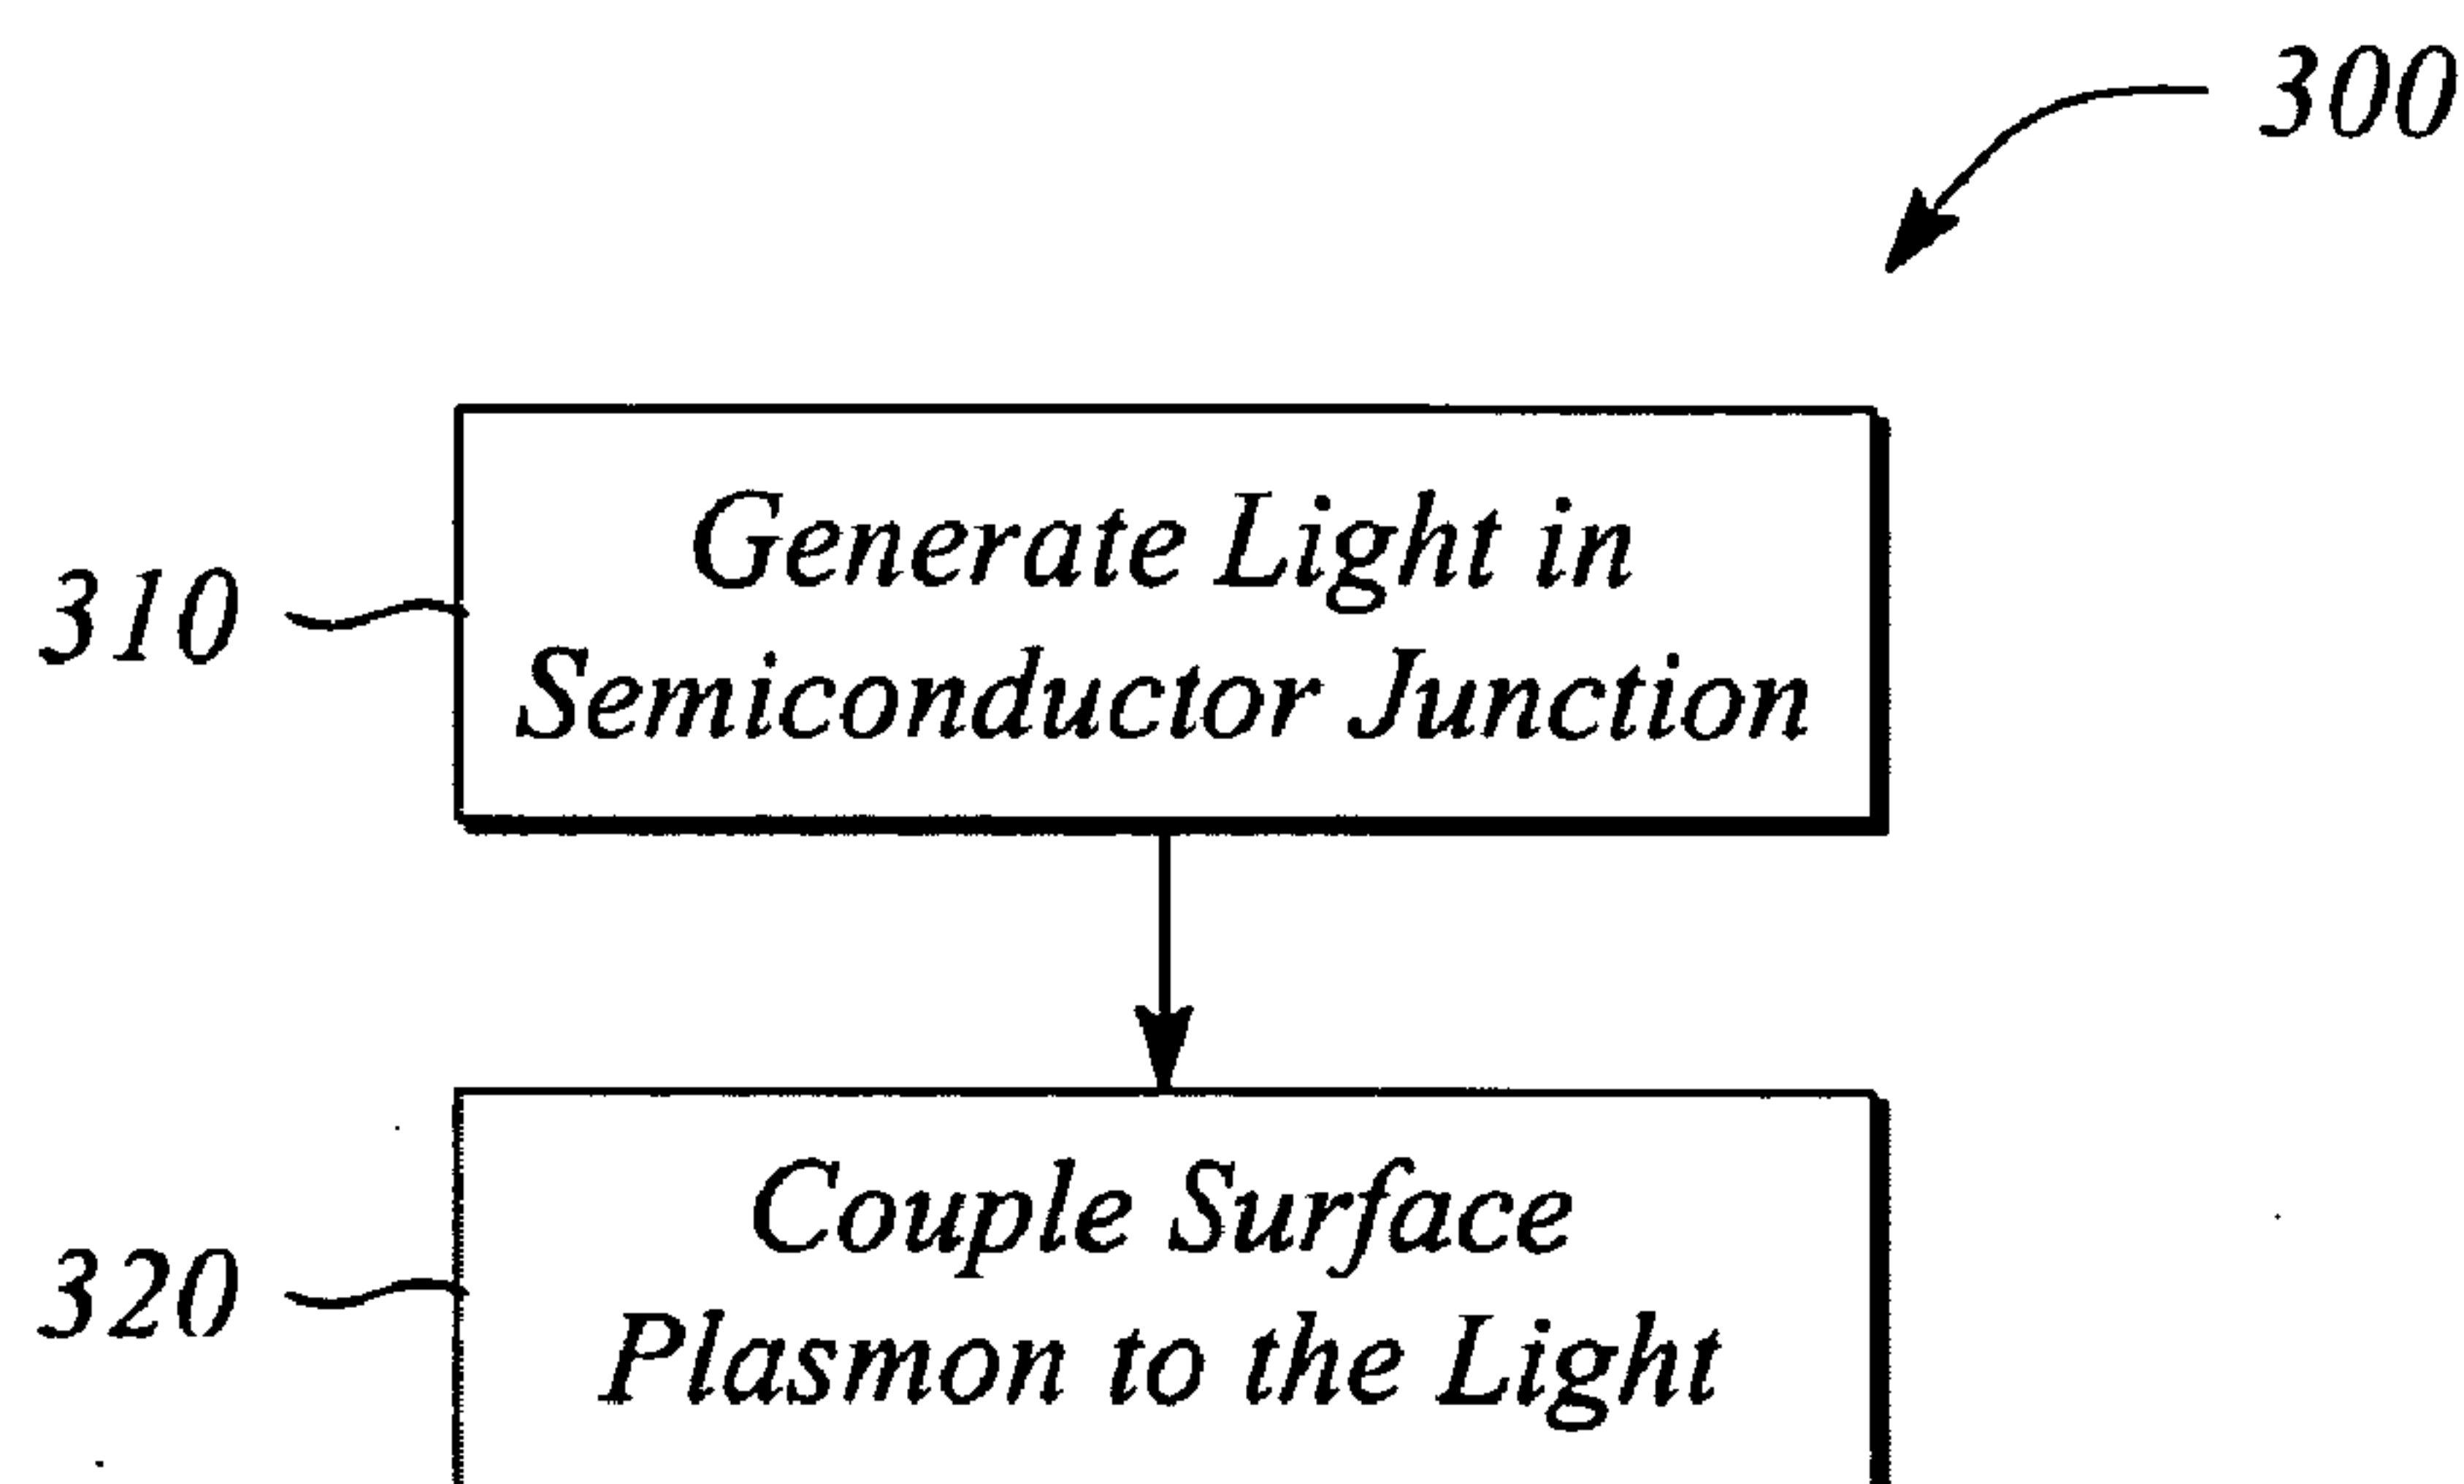 300
310
Generate Light in
Semiconductor Junction
320
Couple Surface
Plasmon to the Light